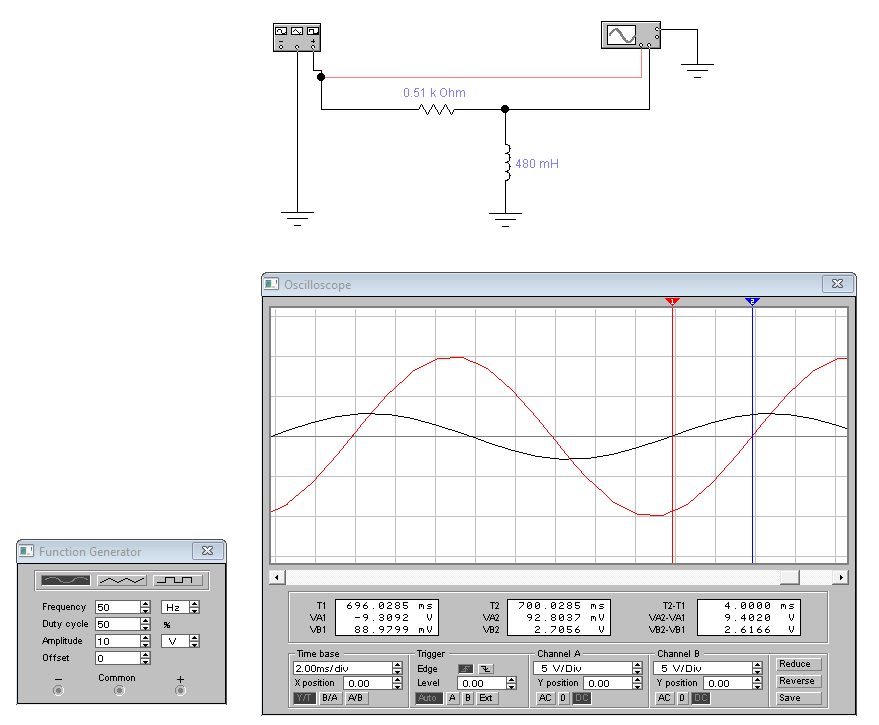 − +
0.51 k Ohm
480 mH
Oscilloscope
1 2
T1 696.0285 ms T2 700.0285 ms T2-T1 4.0000 ms
VA1 -9.3092 V VA2 92.8037 mV VA2-VA1 9.4020 V
VB1 88.9799 mV VB2 2.7056 V VB2-VB1 2.6166 V
Time base Trigger Channel A Channel B
2.00ms/div Edge 5 V/Div 5 V/Div Reduce
X position 0.00 Level 0.00 Y position 0.00 Y position 0.00 Reverse
Y/T B/A A/B Auto A B Ext AC 0 DC AC 0 DC Save
Function Generator
Frequency 50 Hz
Duty cycle 50 %
Amplitude 10 V
Offset 0
− Common +